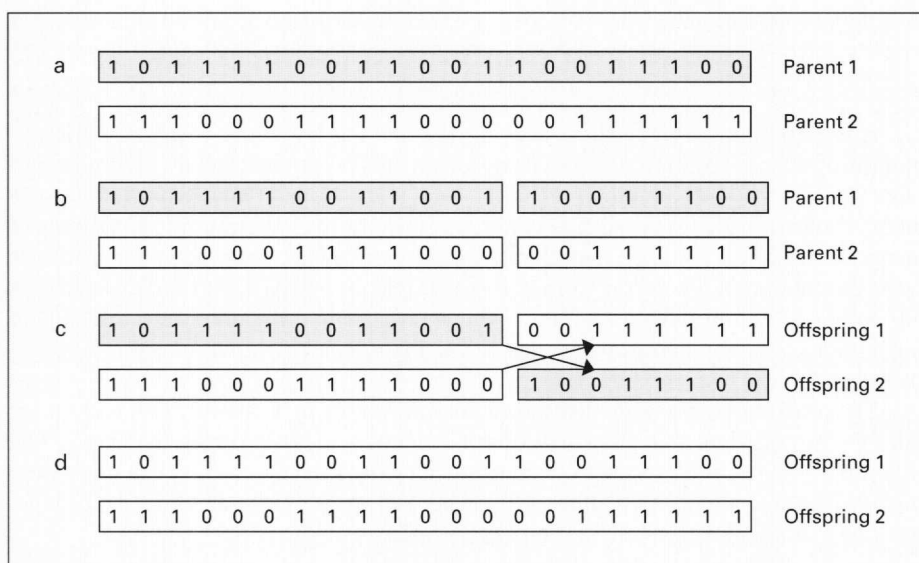 a 1 0 1 1 1 1 0 0 1 1 0 0 1 1 0 0 1 1 1 0 0 Parent 1
1 1 1 0 0 0 1 1 1 1 0 0 0 0 0 1 1 1 1 1 1 Parent 2
b 1 0 1 1 1 1 0 0 1 1 0 0 1 1 0 0 1 1 1 0 0 Parent 1
1 1 1 0 0 0 1 1 1 1 0 0 0 0 0 1 1 1 1 1 1 Parent 2
c 1 0 1 1 1 1 0 0 1 1 0 0 1 0 0 1 1 1 1 1 1 Offspring 1
1 1 1 0 0 0 1 1 1 1 0 0 0 1 0 0 1 1 1 0 0 Offspring 2
d 1 0 1 1 1 1 0 0 1 1 0 0 1 1 0 0 1 1 1 0 0 Offspring 1
1 1 1 0 0 0 1 1 1 1 0 0 0 0 0 1 1 1 1 1 1 Offspring 2